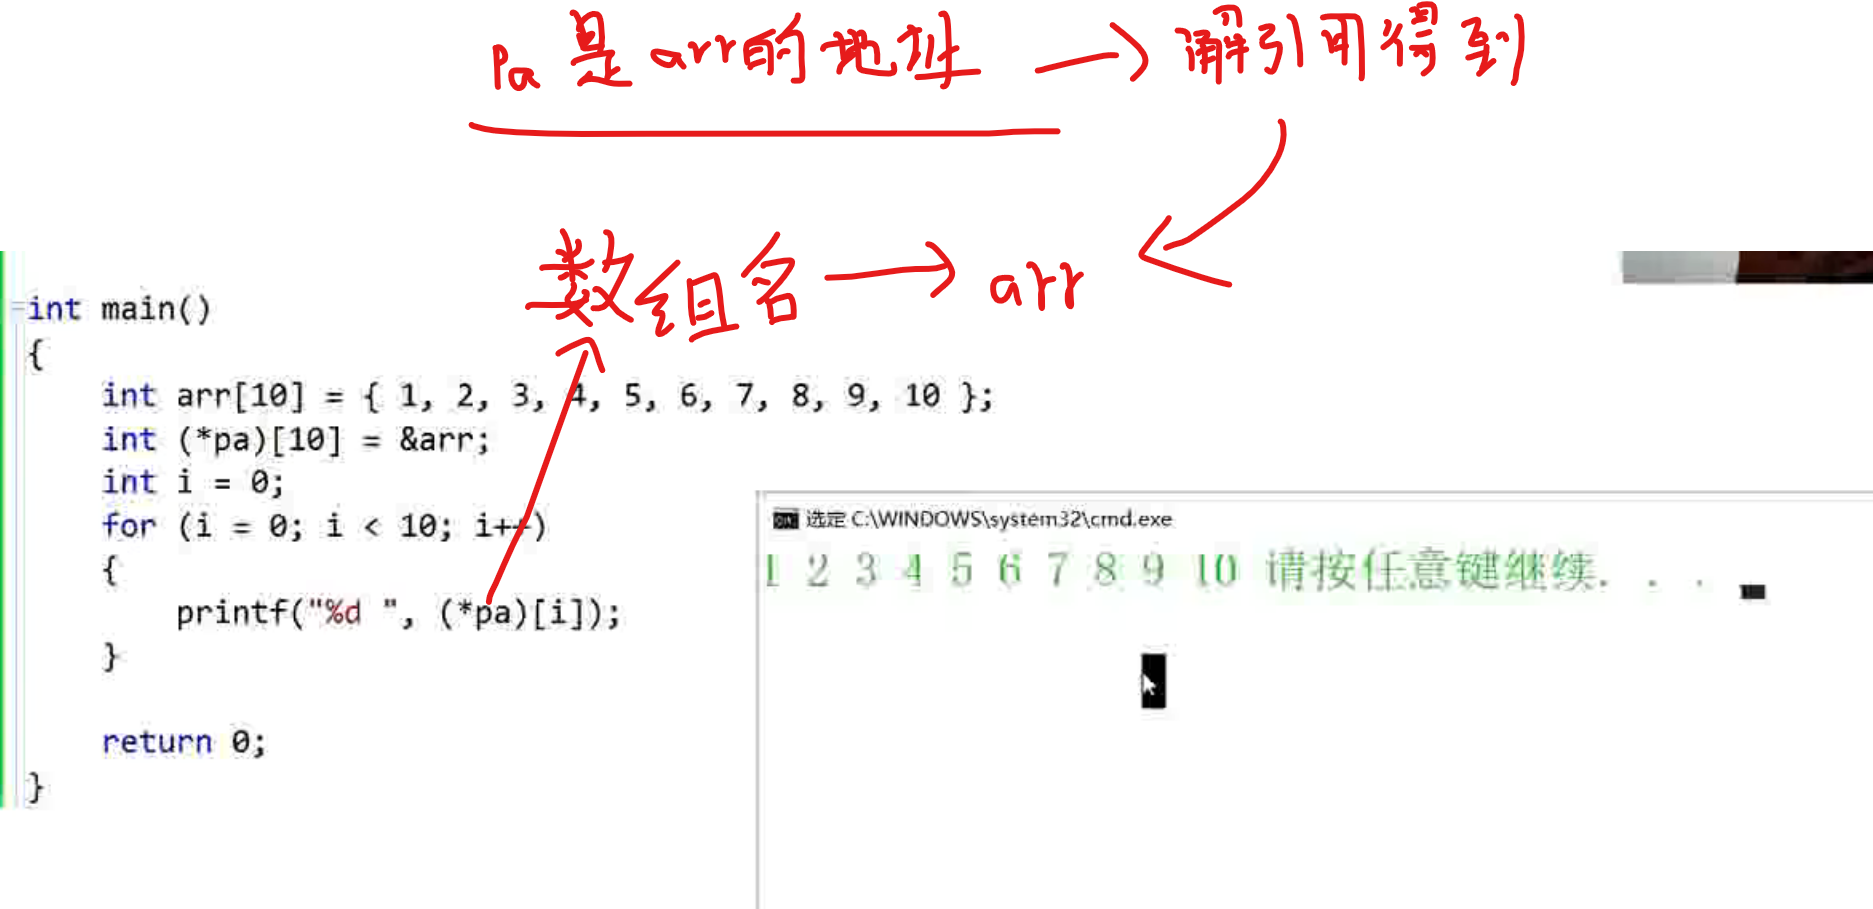 Pa是arr的地址 → 解引用得到
数组名 → arr
int main()
{
int arr[10] = { 1, 2, 3, 4, 5, 6, 7, 8, 9, 10 };
int (*pa)[10] = &arr;
int i = 0;
for (i = 0; i < 10; i++)
{
printf("%d ", (*pa)[i]);
}
return 0;
}
选定 C:\WINDOWS\system32\cmd.exe
1 2 3 4 5 6 7 8 9 10 请按任意键继续. . .